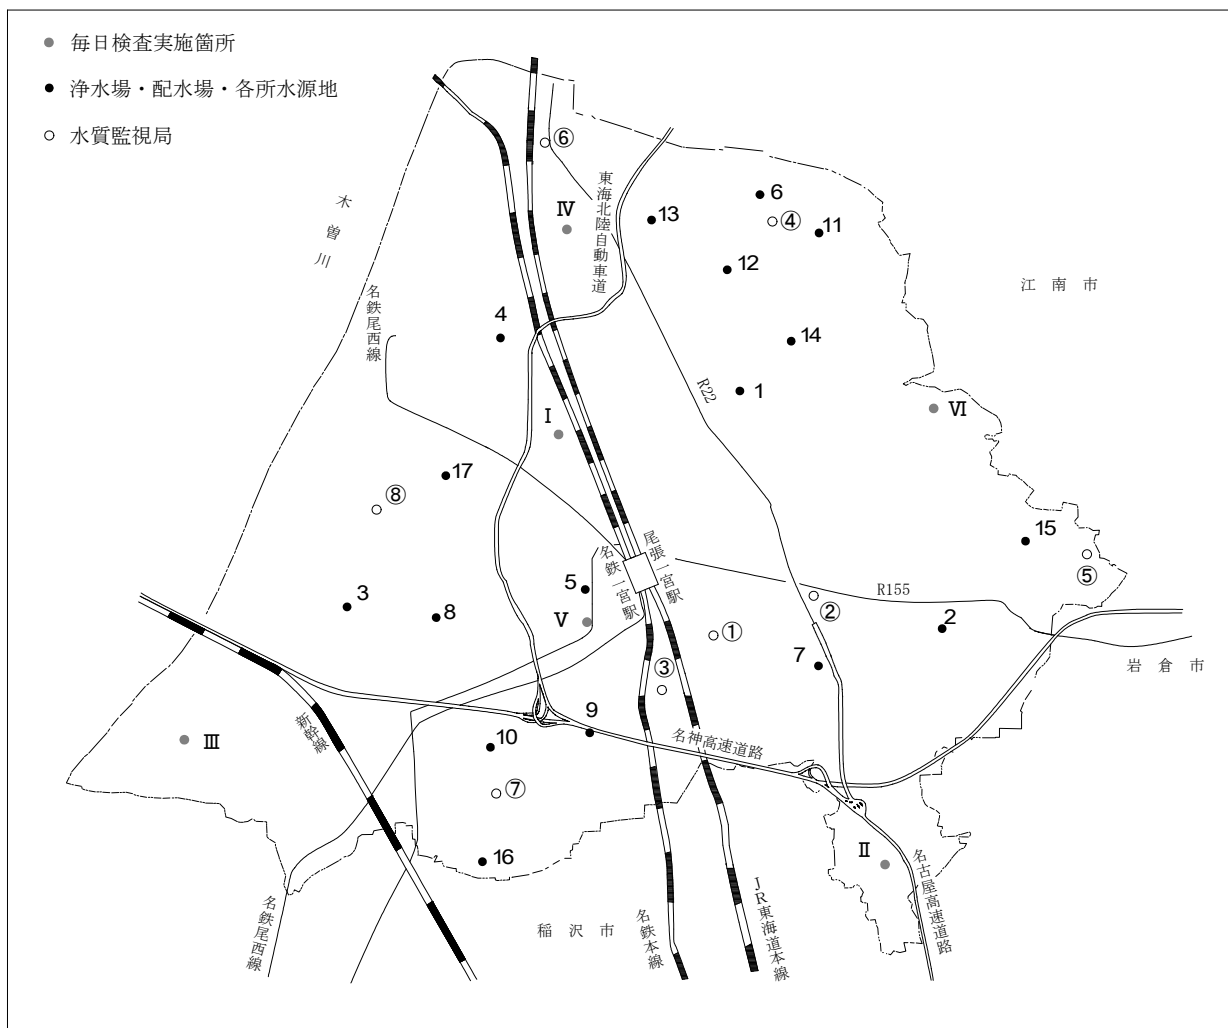 毎日検査実施箇所
浄水場・配水場・各所水源地
水質監視局
⑥
東海北陸自動車道
6
木曽川
Ⅳ
13
④
11
12
江南市
名鉄尾西線
4
14
R22
1
Ⅵ
Ⅰ
17
⑧
15
尾張一宮駅
名鉄一宮駅
⑤
5
R155
3
8
Ⅴ
②
2
①
7
岩倉市
③
9
新幹線
Ⅲ
10
名神高速道路
⑦
Ⅱ
16
名古屋高速道路
JR東海道本線
名鉄尾西線
稲沢市
名鉄本線